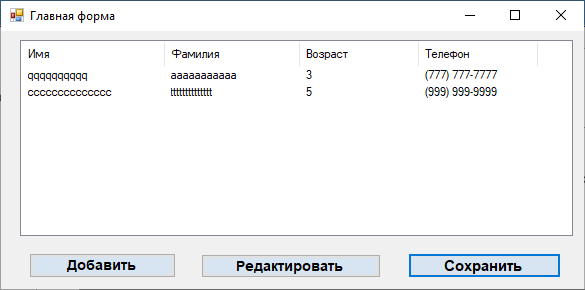 Главная форма
Имя Фамилия Возраст Телефон
qqqqqqqqqq aaaaaaaaaaa 3 (777) 777-7777
cccccccccccccc tttttttttttttt 5 (999) 999-9999
Добавить Редактировать Сохранить